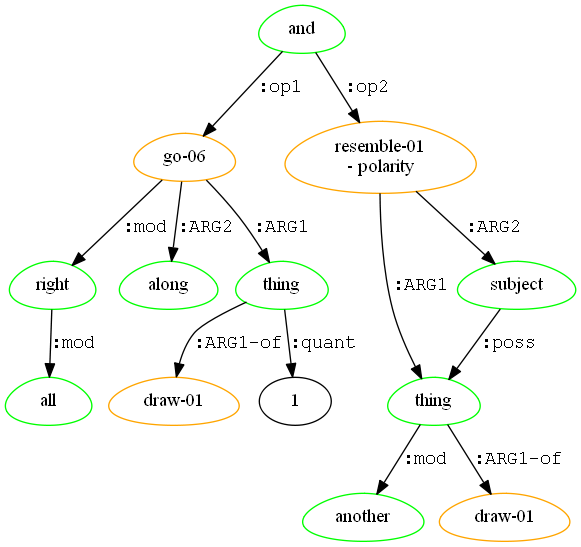 and
:op1
:op2
go-06
resemble-01
- polarity
:mod
:ARG2
:ARG1
:ARG2
right
along
thing
:ARG1
subject
:mod
:ARG1-of
:quant
:poss
all
draw-01
1
thing
:mod
:ARG1-of
another
draw-01